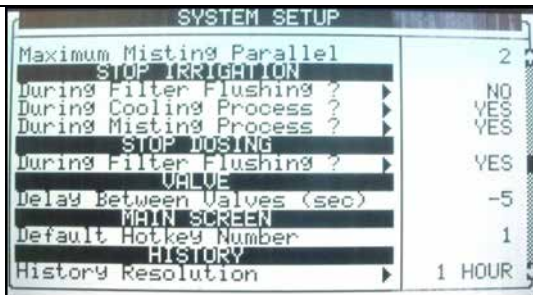 SYSTEM SETUP
Maximum Misting Parallel 2
STOP IRRIGATION
During Filter Flushing ? NO
During Cooling Process ? YES
During Misting Process ? YES
STOP DOSING
During Filter Flushing ? YES
VALVE
Delay Between Valves (sec) -5
MAIN SCREEN
Default Hotkey Number 1
HISTORY
History Resolution 1 HOUR